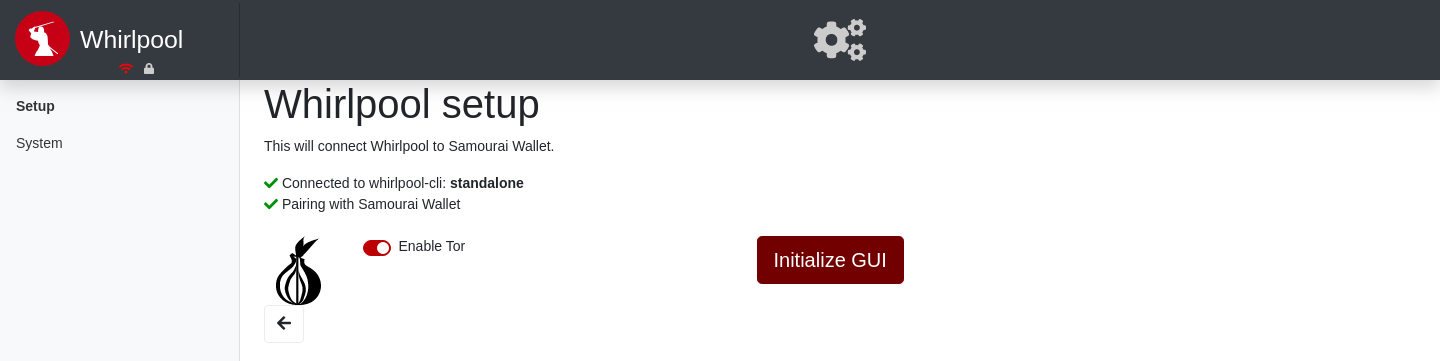 Whirlpool
Setup
System
Whirlpool setup
This will connect Whirlpool to Samourai Wallet.
Connected to whirlpool-cli: standalone
Pairing with Samourai Wallet
Enable Tor
Initialize GUI